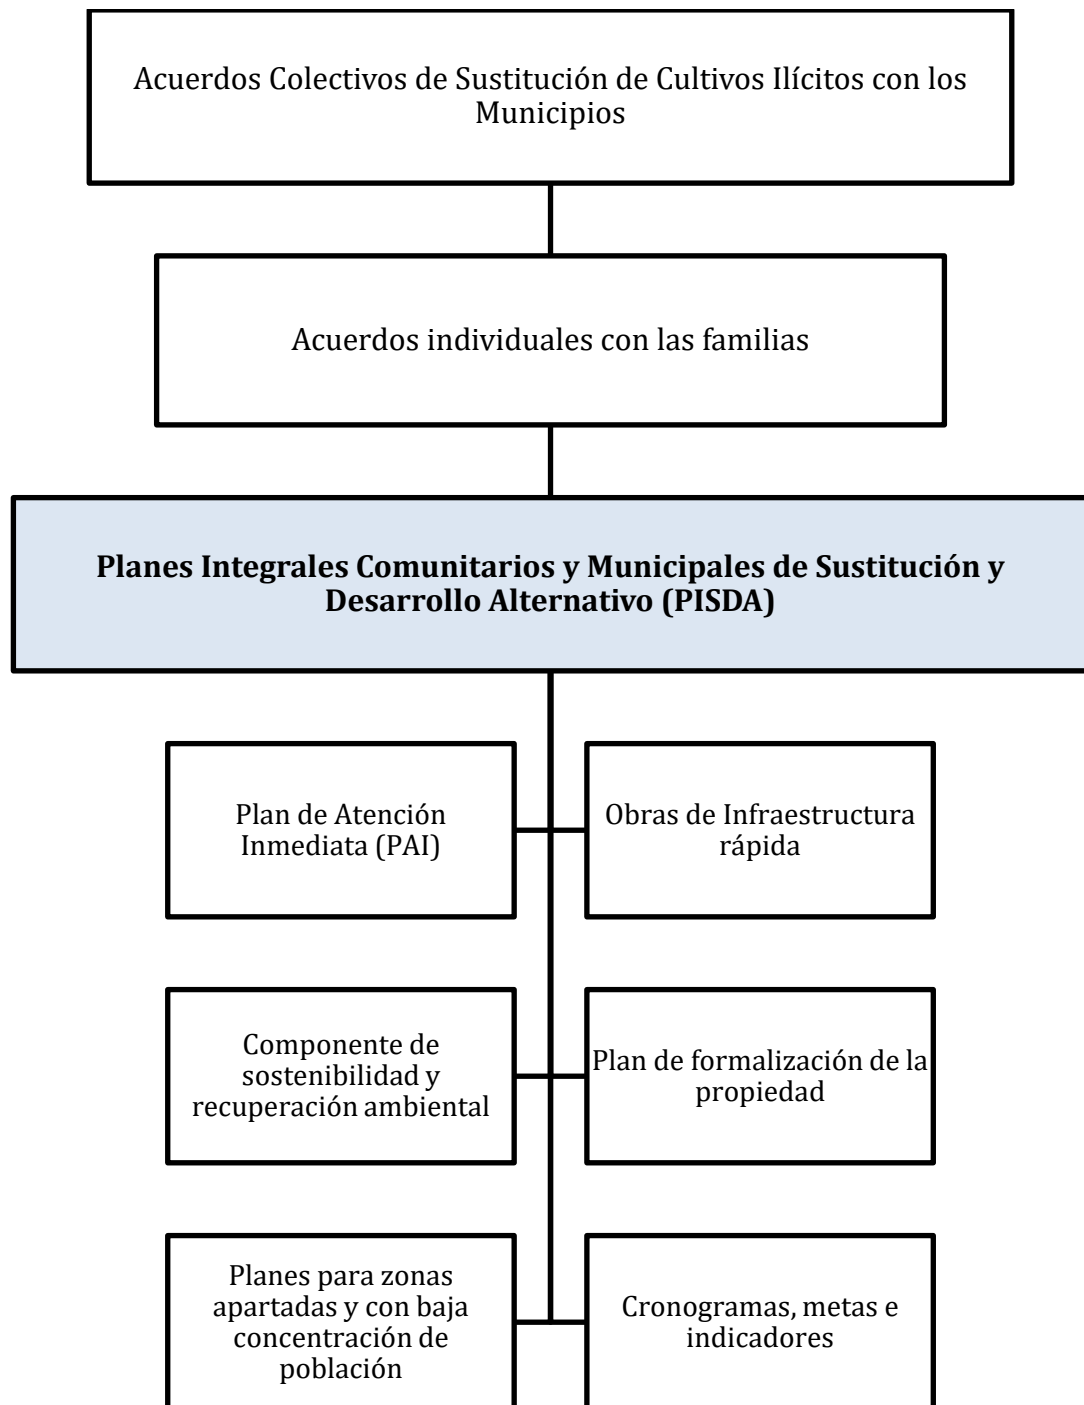 Acuerdos Colectivos de Sustitución de Cultivos Ilícitos con los
Municipios
Acuerdos individuales con las familias
Planes Integrales Comunitarios y Municipales de Sustitución y
Desarrollo Alternativo (PISDA)
Plan de Atención
Inmediata (PAI)
Obras de Infraestructura
rápida
Componente de
sostenibilidad y
recuperación ambiental
Plan de formalización de la
propiedad
Planes para zonas
apartadas y con baja
concentración de
población
Cronogramas, metas e
indicadores